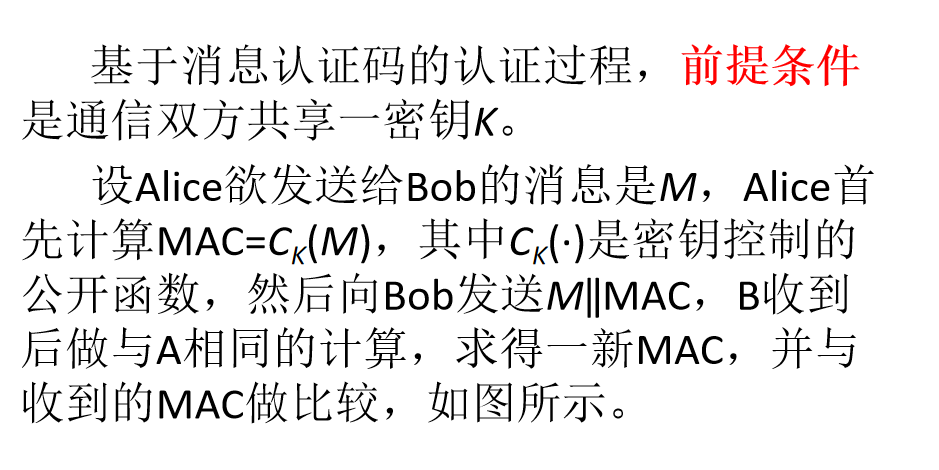 基于消息认证码的认证过程，前提条件
是通信双方共享一密钥K。
设Alice欲发送给Bob的消息是M，Alice首
先计算MAC=CK(M)，其中CK(·)是密钥控制的
公开函数，然后向Bob发送M‖MAC，B收到
后做与A相同的计算，求得一新MAC，并与
收到的MAC做比较，如图所示。